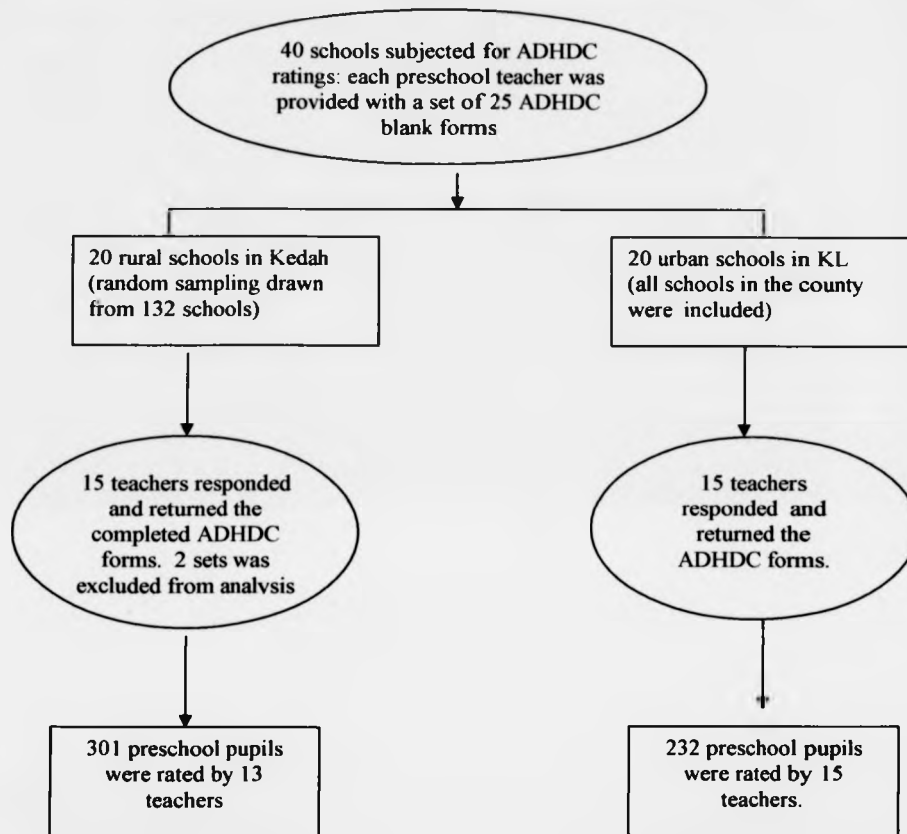 40 schools subjected for ADHDC
ratings: each preschool teacher was
provided with a set of 25 ADHDC
blank forms
20 rural schools in Kedah
(random sampling drawn
from 132 schools)
20 urban schools in KL
(all schools in the county
were included)
15 teachers responded
and returned the
completed ADHDC
forms. 2 sets was
excluded from analysis
15 teachers
responded and
returned the
ADHDC forms.
301 preschool pupils
were rated by 13
teachers
232 preschool pupils
were rated by 15
teachers.